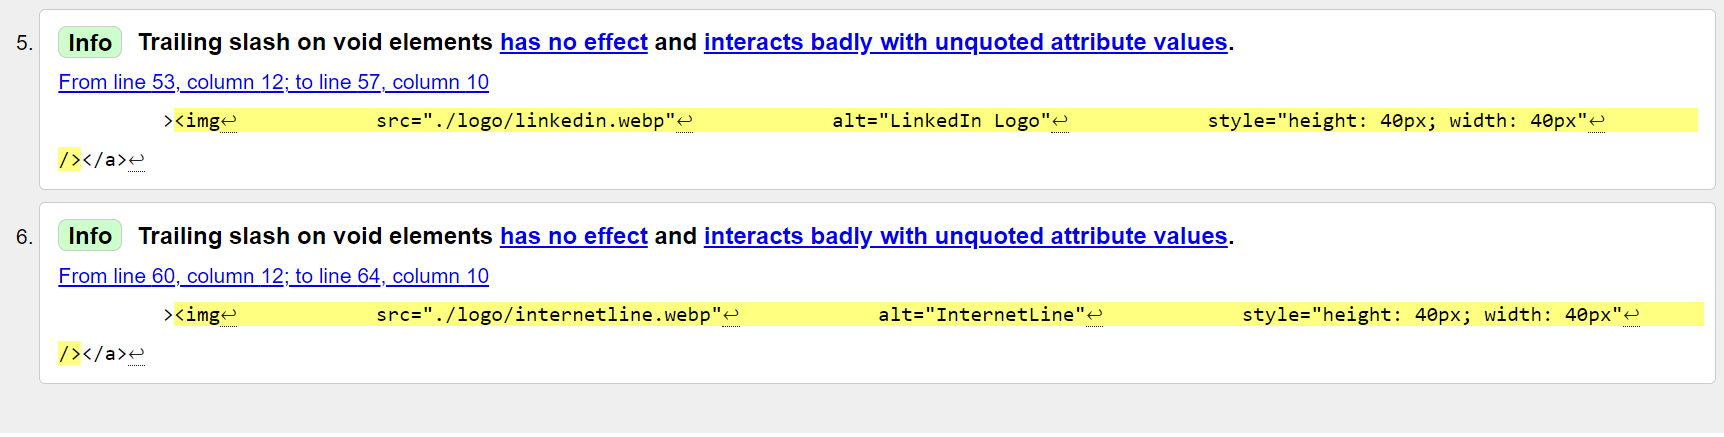 5. Info Trailing slash on void elements has no effect and interacts badly with unquoted attribute values.
From line 53, column 12; to line 57, column 10
><img↩ src="./logo/linkedin.webp"↩ alt="LinkedIn Logo"↩ style="height: 40px; width: 40px"↩
/></a>↩
6. Info Trailing slash on void elements has no effect and interacts badly with unquoted attribute values.
From line 60, column 12; to line 64, column 10
><img↩ src="./logo/internetline.webp"↩ alt="InternetLine"↩ style="height: 40px; width: 40px"↩
/></a>↩